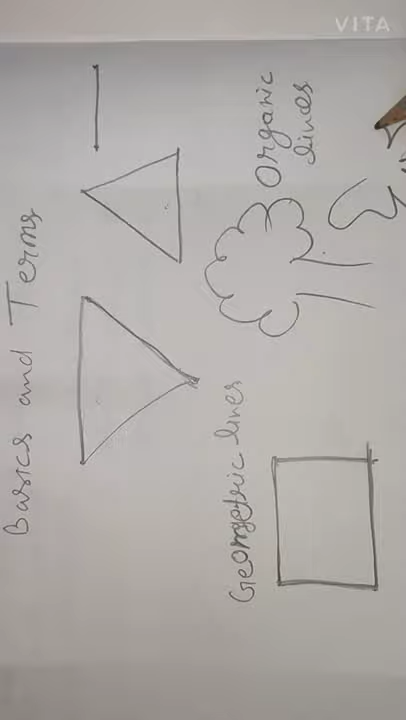 Basics and Terms
Geometric lines
Organic
lines
VITA